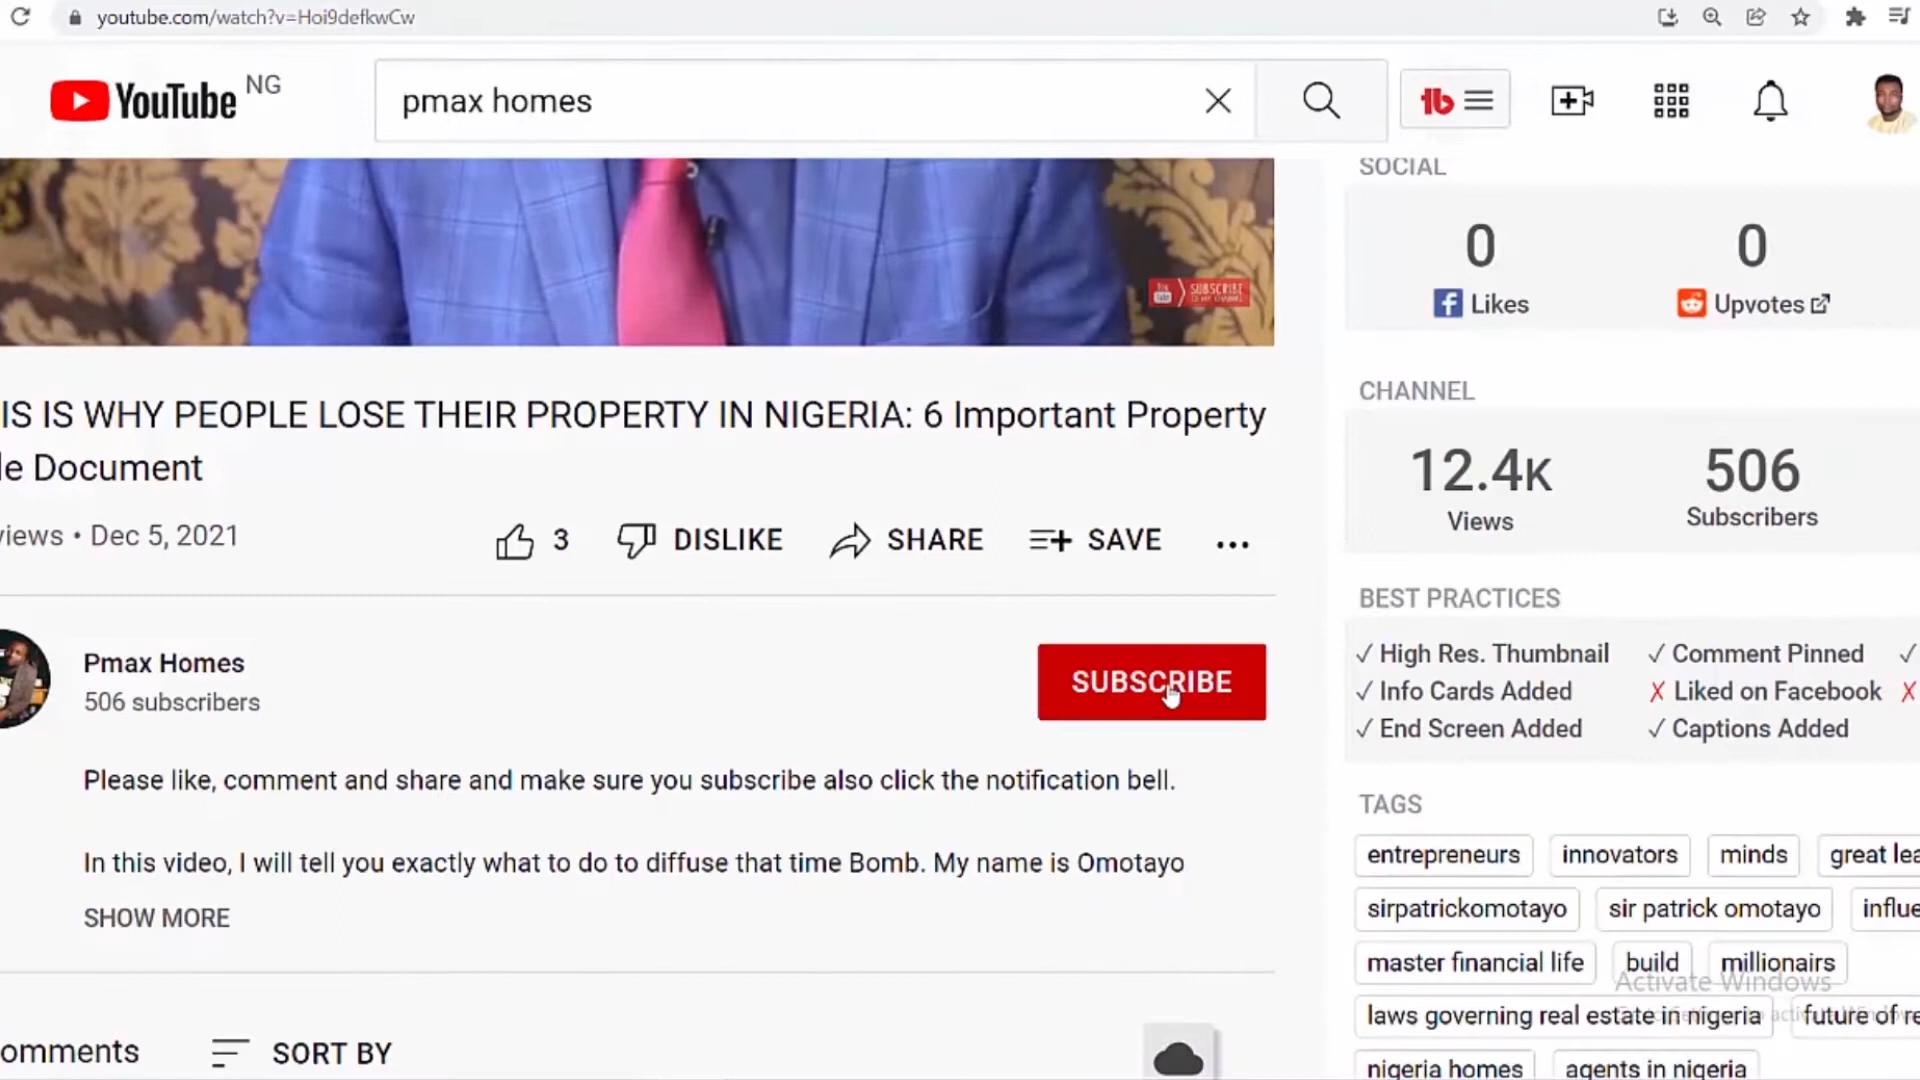 youtube.com/watch?v=Hoi9defkwCw
YouTube NG
pmax homes
SUBSCRIBE
SOCIAL
0
0
Likes
Upvotes
IS IS WHY PEOPLE LOSE THEIR PROPERTY IN NIGERIA: 6 Important Property
le Document
views • Dec 5, 2021
3
DISLIKE
SHARE
SAVE
CHANNEL
12.4K
506
Views
Subscribers
Pmax Homes
506 subscribers
SUBSCRIBE
Please like, comment and share and make sure you subscribe also click the notification bell.
In this video, I will tell you exactly what to do to diffuse that time Bomb. My name is Omotayo
SHOW MORE
omments
SORT BY
BEST PRACTICES
✓ High Res. Thumbnail ✓ Comment Pinned ✓
✓ Info Cards Added ✗ Liked on Facebook ✗
✓ End Screen Added ✓ Captions Added
TAGS
entrepreneurs innovators minds great lea
sirpatrickomotayo sir patrick omotayo influe
master financial life build millionairs
Activate Windows
laws governing real estate in nigeria future of re
nigeria homes agents in nigeria